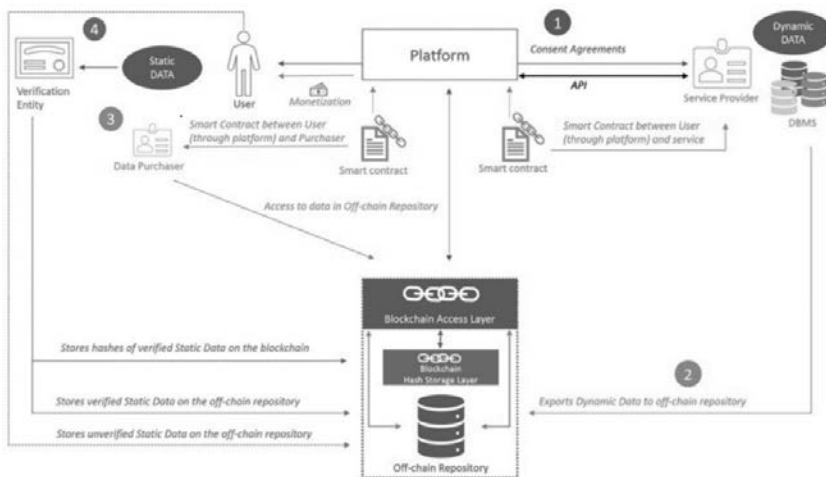 4
1
Dynamic
DATA
Static
DATA
Platform
Consent Agreements
API
Verification
Entity
User
Monetization
Service Provider
DBMS
3
Smart Contract between User
(through platform) and Purchaser
Smart Contract between User
(through platform) and service
Data Purchaser
Smart contract
Smart contract
Access to data in Off-chain Repository
Blockchain Access Layer
Stores hashes of verified Static Data on the blockchain
Blockchain
Hash Storage Layer
2
Stores verified Static Data on the off-chain repository
Exports Dynamic Data to off-chain repository
Stores unverified Static Data on the off-chain repository
Off-chain Repository